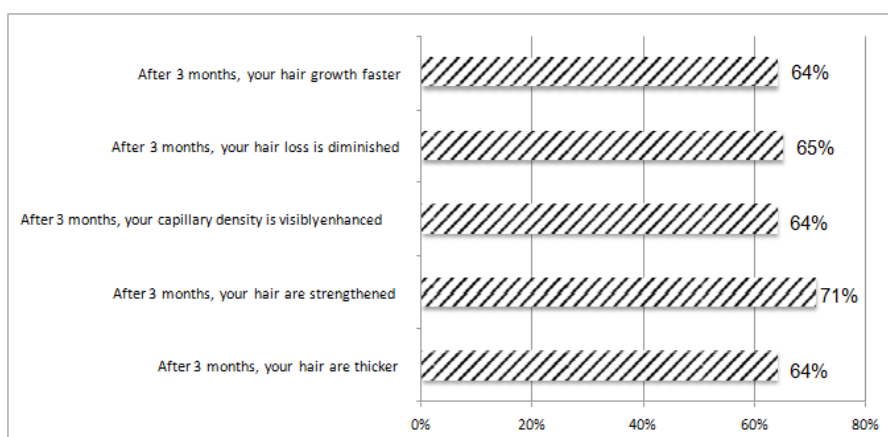 After 3 months, your hair growth faster
64%
After 3 months, your hair loss is diminished
65%
After 3 months, your capillary density is visiblyenhanced
64%
After 3 months, your hair are strengthened
71%
After 3 months, your hair are thicker
64%
0%
20%
40%
60%
80%